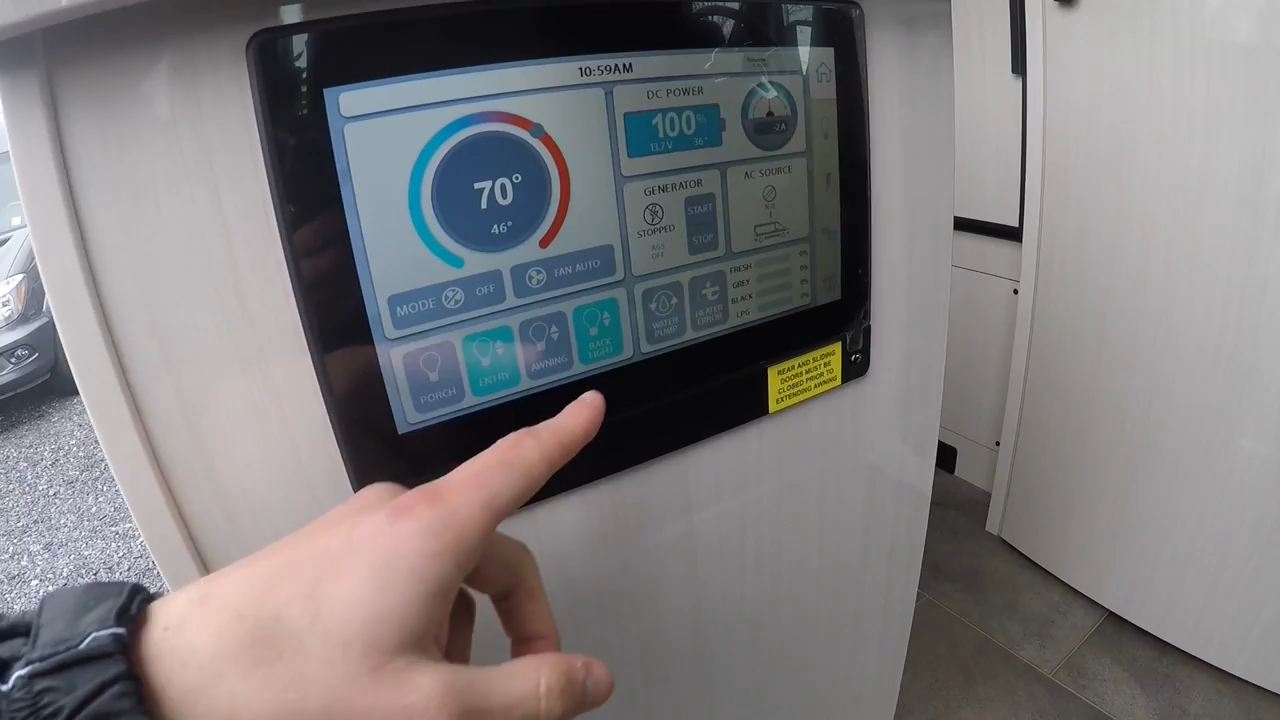 10:59AM
70°
46°
MODE
OFF
FAN AUTO
PORCH
ENTRY
AWNING
BACK
LIGHT
DC POWER
100%
13.7 V
36°
-2A
GENERATOR
STOPPED
AGS
OFF
START
STOP
AC SOURCE
WATER
PUMP
HEATER
ERROR
FRESH
0%
GREY
0%
BLACK
0%
LPG
0%
REAR AND SLIDING
DOORS MUST BE
CLOSED PRIOR TO
EXTENDING AWNING